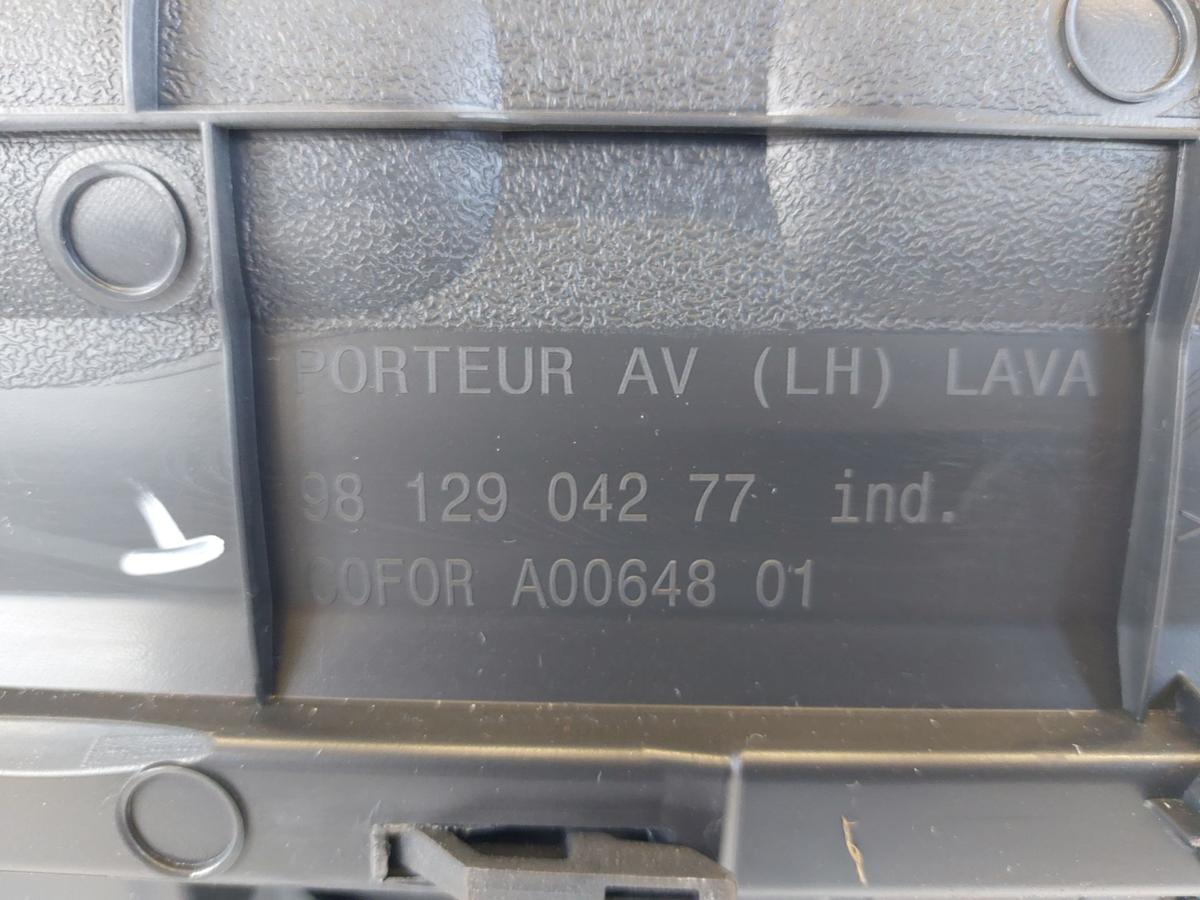 PORTEUR AV (LH) LAVA
98 129 042 77 ind.
COFOR A00648 01